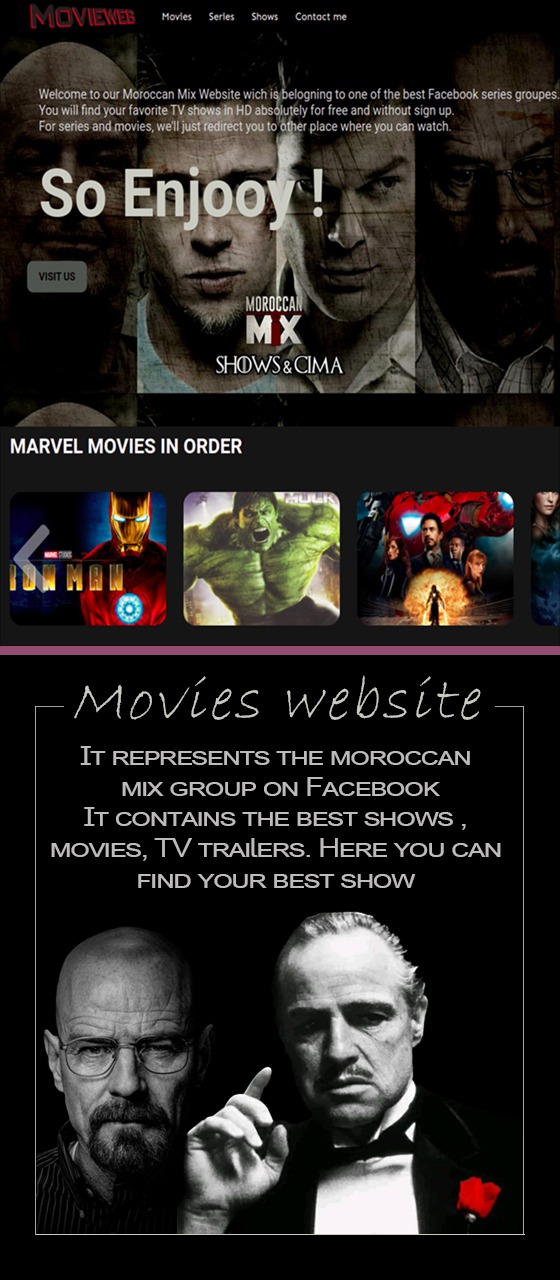 MOVIEWEB
Movies Series Shows Contact me
Welcome to our Moroccan Mix Website wich is belogning to one of the best Facebook series groupes.
You will find your favorite TV shows in HD absolutely for free and without sign up.
For series and movies, we'll just redirect you to other place where you can watch.
So Enjooy !
VISIT US
MOROCCAN
MiX
SHOWS & CIMA
MARVEL MOVIES IN ORDER
MARVEL STUDIOS
IRON MAN
HULK
Movies website
It represents the moroccan
mix group on Facebook
It contains the best shows ,
movies, TV trailers. Here you can
find your best show